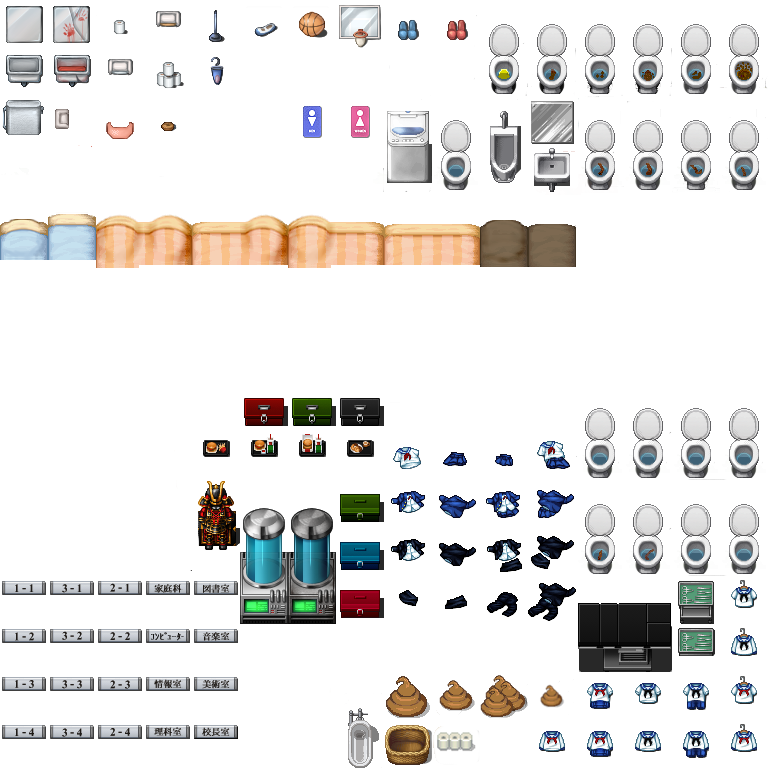 1-1 3-1 2-1 家庭科 図書室
1-2 3-2 2-2 ｺﾝﾋﾟｭｰﾀｰ 音楽室
1-3 3-3 2-3 情報室 美術室
1-4 3-4 2-4 理科室 校長室